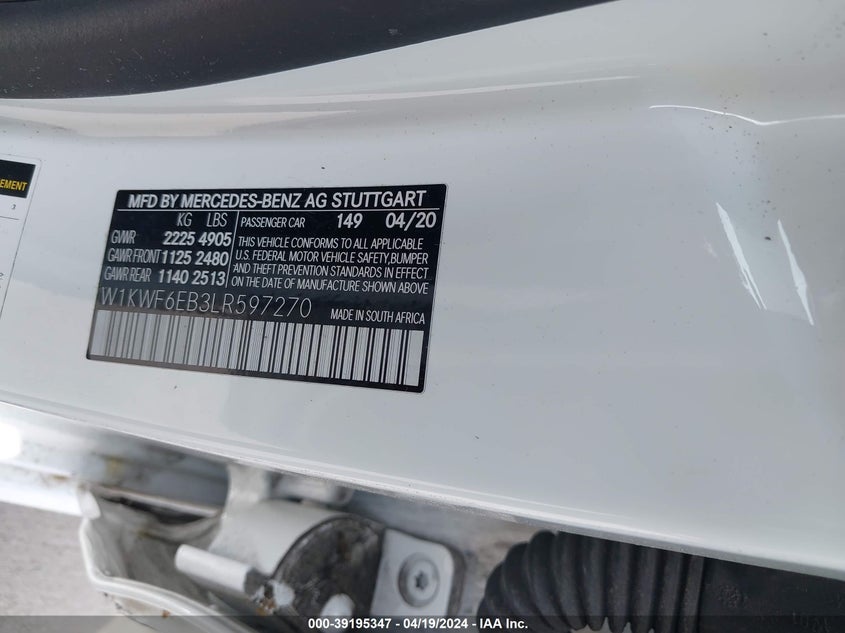 EMENT
3
MFD BY MERCEDES-BENZ AG STUTTGART
KG LBS PASSENGER CAR 149 04/20
GVWR 2225 4905
GAWR FRONT 1125 2480
GAWR REAR 1140 2513
THIS VEHICLE CONFORMS TO ALL APPLICABLE
U.S. FEDERAL MOTOR VEHICLE SAFETY,BUMPER
AND THEFT PREVENTION STANDARDS IN EFFECT
ON THE DATE OF MANUFACTURE SHOWN ABOVE
W1KWF6EB3LR597270
MADE IN SOUTH AFRICA
000-39195347 - 04/19/2024 - IAA Inc.